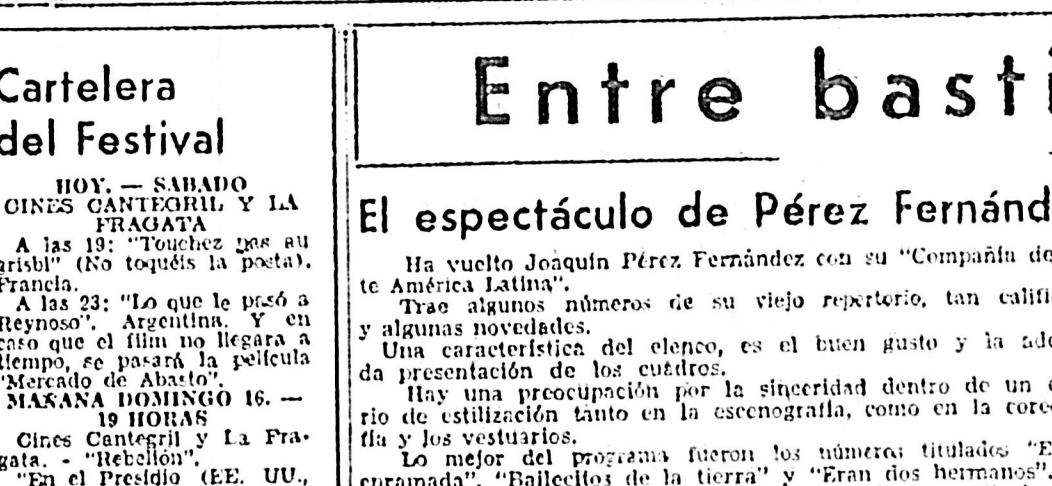 Cartelera
del Festival
HOY. — SABADO
CINES CANTEGRIL Y LA
FRAGATA
A las 19: "Touchez pas au
grisbi" (No toquéis la pasta).
Francia.
A las 23: "Lo que le pasó a
Reynoso". Argentina. Y en
caso que el film no llegara a
tiempo, se pasará la película
"Mercado de Abasto".
MAÑANA DOMINGO 16. —
19 HORAS
Cines Cantegril y La Fra-
gata. - "Rebelión".
"En el Presidio (EE. UU.,
Entre basti
El espectáculo de Pérez Fernánd
Ha vuelto Joaquín Pérez Fernández con su "Compañía de
te América Latina".
Trae algunos números de su viejo repertorio, tan califi
y algunas novedades.
Una característica del elenco, es el buen gusto y la ade
da presentación de los cuadros.
Hay una preocupación por la sinceridad dentro de un
rio de estilización tanto en la escenografía, como en la core
fía y los vestuarios.
Lo mejor del programa fueron los números titulados "E
enramada", "Bailecitos de la tierra" y "Eran dos hermanos".